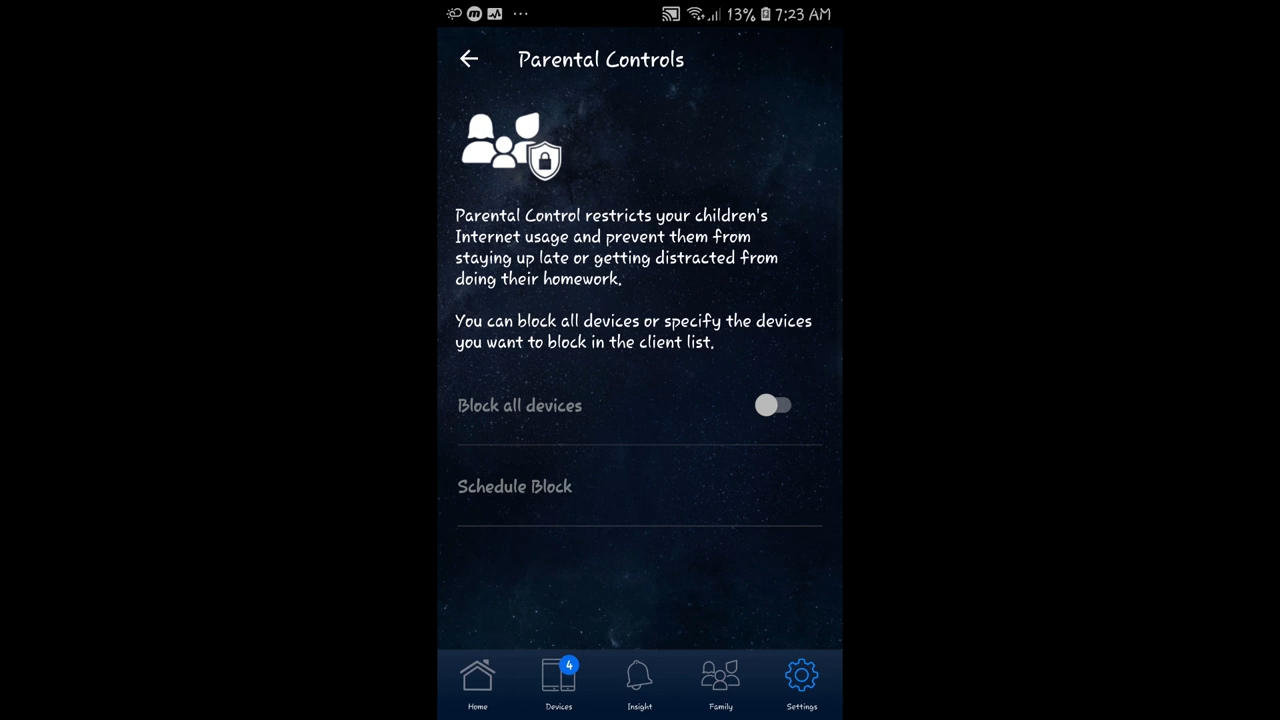 13% 7:23 AM
Parental Controls
Parental Control restricts your children's
Internet usage and prevent them from
staying up late or getting distracted from
doing their homework.
You can block all devices or specify the devices
you want to block in the client list.
Block all devices
Schedule Block
4
Home Devices Insight Family Settings